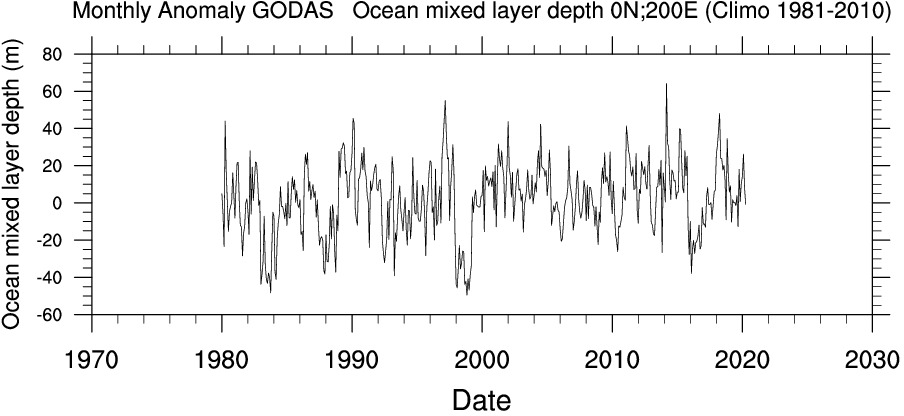 Monthly Anomaly GODAS   Ocean mixed layer depth 0N;200E (Climo 1981-2010)
Ocean mixed layer depth (m)
80
60
40
20
0
-20
-40
-60
1970 1980 1990 2000 2010 2020 2030
Date